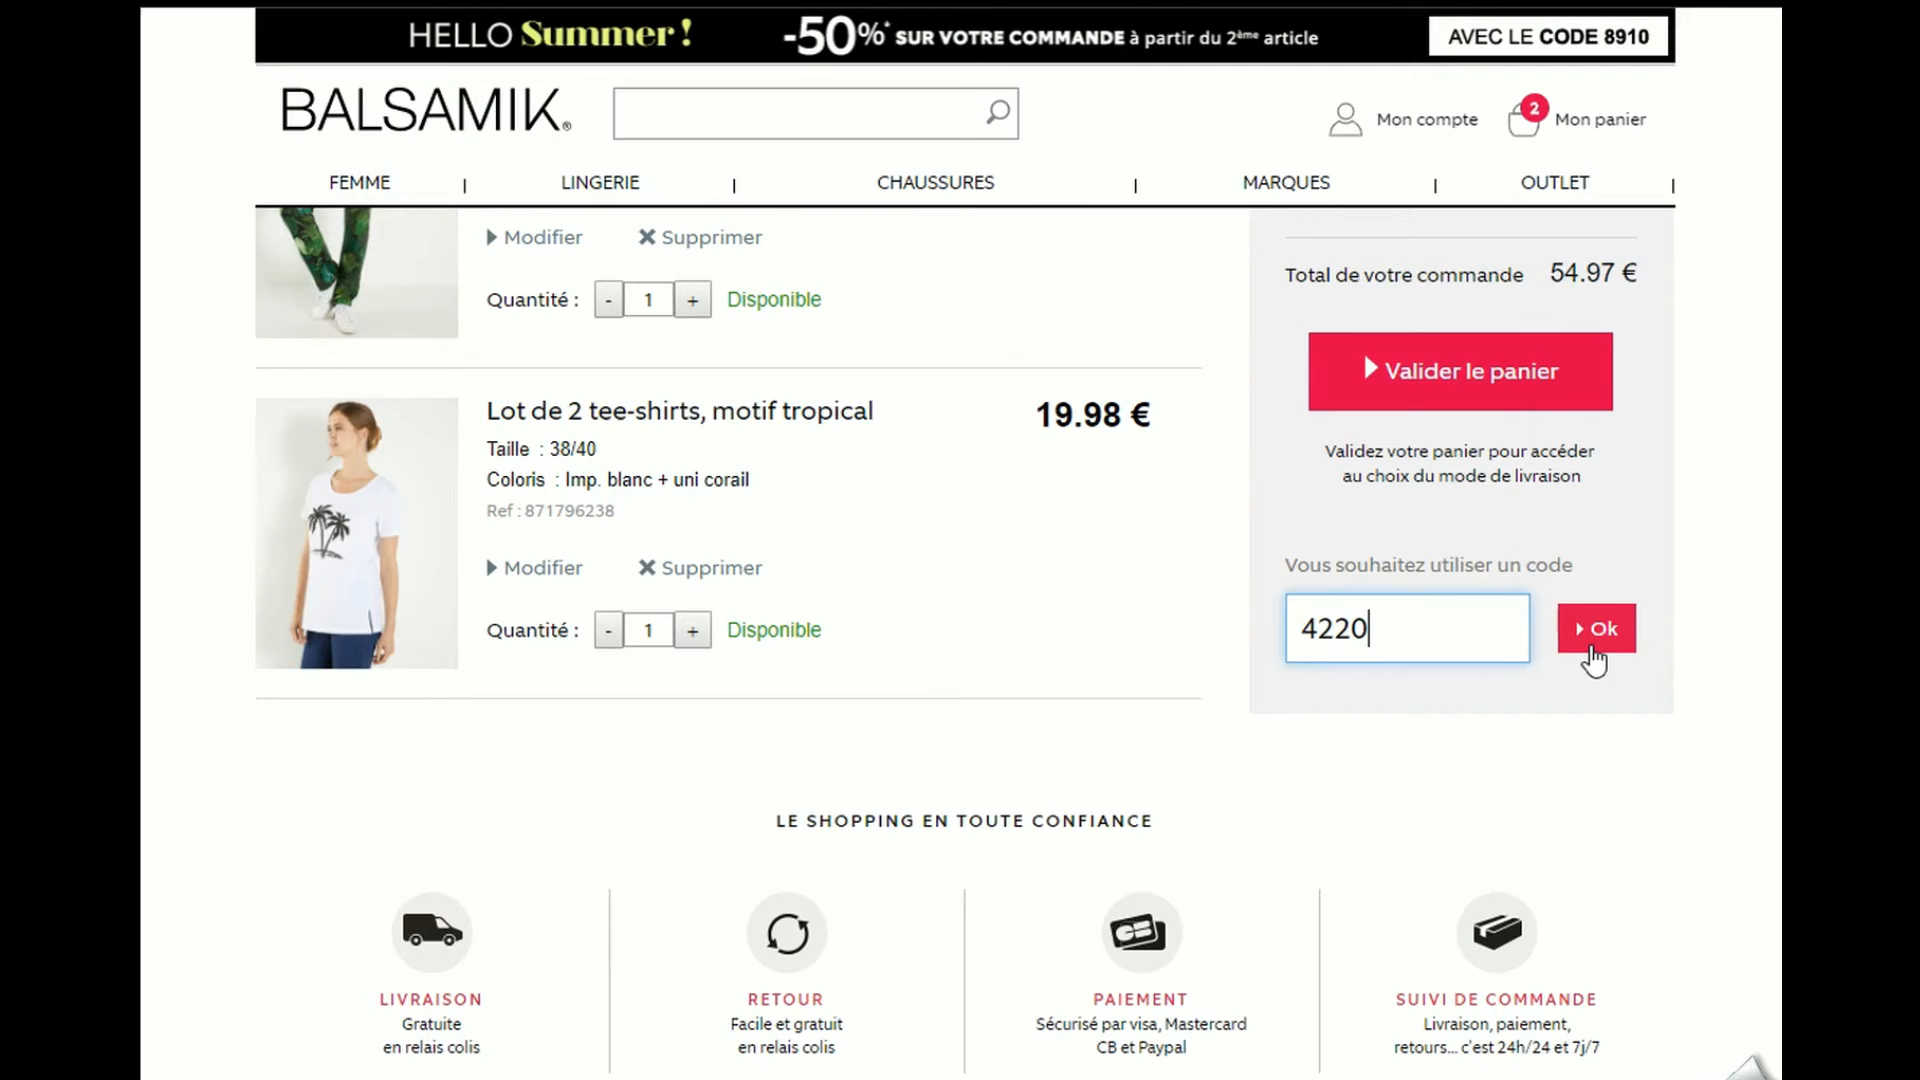 HELLO Summer !
-50%* SUR VOTRE COMMANDE à partir du 2ème article
AVEC LE CODE 8910
BALSAMIK®
Mon compte
2
Mon panier
FEMME
LINGERIE
CHAUSSURES
MARQUES
OUTLET
Modifier
Supprimer
Quantité :
-
1
+
Disponible
Total de votre commande 54.97 €
Valider le panier
Validez votre panier pour accéder
au choix du mode de livraison
Lot de 2 tee-shirts, motif tropical
19.98 €
Taille : 38/40
Coloris : Imp. blanc + uni corail
Ref : 871796238
Modifier
Supprimer
Quantité :
-
1
+
Disponible
Vous souhaitez utiliser un code
4220
Ok
LE SHOPPING EN TOUTE CONFIANCE
LIVRAISON
Gratuite
en relais colis
RETOUR
Facile et gratuit
en relais colis
CB
PAIEMENT
Sécurisé par visa, Mastercard
CB et Paypal
SUIVI DE COMMANDE
Livraison, paiement,
retours... c'est 24h/24 et 7j/7